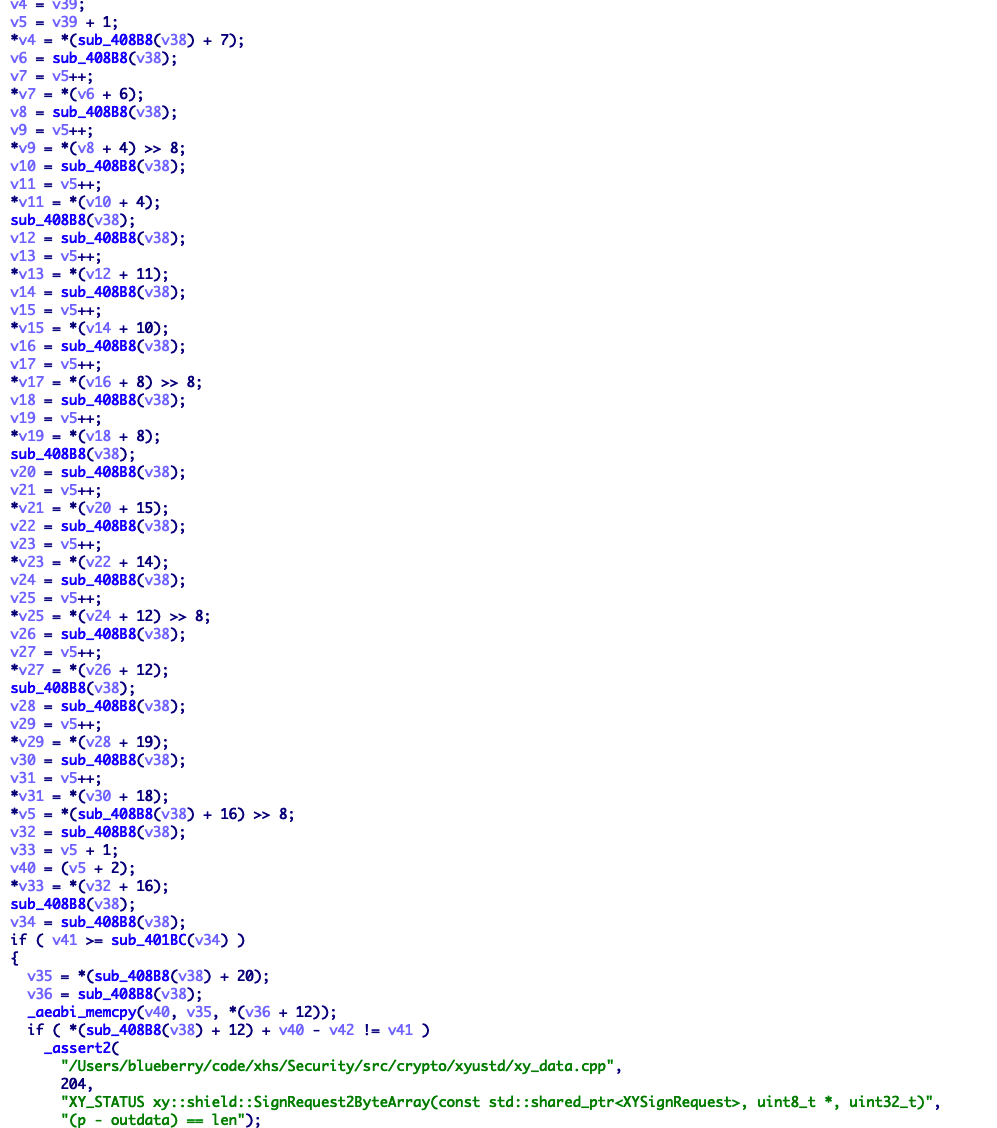 v4 = v39;
v5 = v39 + 1;
*v4 = *(sub_408B8(v38) + 7);
v6 = sub_408B8(v38);
v7 = v5++;
*v7 = *(v6 + 6);
v8 = sub_408B8(v38);
v9 = v5++;
*v9 = *(v8 + 4) >> 8;
v10 = sub_408B8(v38);
v11 = v5++;
*v11 = *(v10 + 4);
sub_408B8(v38);
v12 = sub_408B8(v38);
v13 = v5++;
*v13 = *(v12 + 11);
v14 = sub_408B8(v38);
v15 = v5++;
*v15 = *(v14 + 10);
v16 = sub_408B8(v38);
v17 = v5++;
*v17 = *(v16 + 8) >> 8;
v18 = sub_408B8(v38);
v19 = v5++;
*v19 = *(v18 + 8);
sub_408B8(v38);
v20 = sub_408B8(v38);
v21 = v5++;
*v21 = *(v20 + 15);
v22 = sub_408B8(v38);
v23 = v5++;
*v23 = *(v22 + 14);
v24 = sub_408B8(v38);
v25 = v5++;
*v25 = *(v24 + 12) >> 8;
v26 = sub_408B8(v38);
v27 = v5++;
*v27 = *(v26 + 12);
sub_408B8(v38);
v28 = sub_408B8(v38);
v29 = v5++;
*v29 = *(v28 + 19);
v30 = sub_408B8(v38);
v31 = v5++;
*v31 = *(v30 + 18);
*v5 = *(sub_408B8(v38) + 16) >> 8;
v32 = sub_408B8(v38);
v33 = v5 + 1;
v40 = (v5 + 2);
*v33 = *(v32 + 16);
sub_408B8(v38);
v34 = sub_408B8(v38);
if ( v41 >= sub_401BC(v34) )
{
v35 = *(sub_408B8(v38) + 20);
v36 = sub_408B8(v38);
_aeabi_memcpy(v40, v35, *(v36 + 12));
if ( *(sub_408B8(v38) + 12) + v40 - v42 != v41 )
_assert2(
"/Users/blueberry/code/xhs/Security/src/crypto/xyustd/xy_data.cpp",
204,
"XY_STATUS xy::shield::SignRequest2ByteArray(const std::shared_ptr<XYSignRequest>, uint8_t *, uint32_t)",
"(p - outdata) == len");